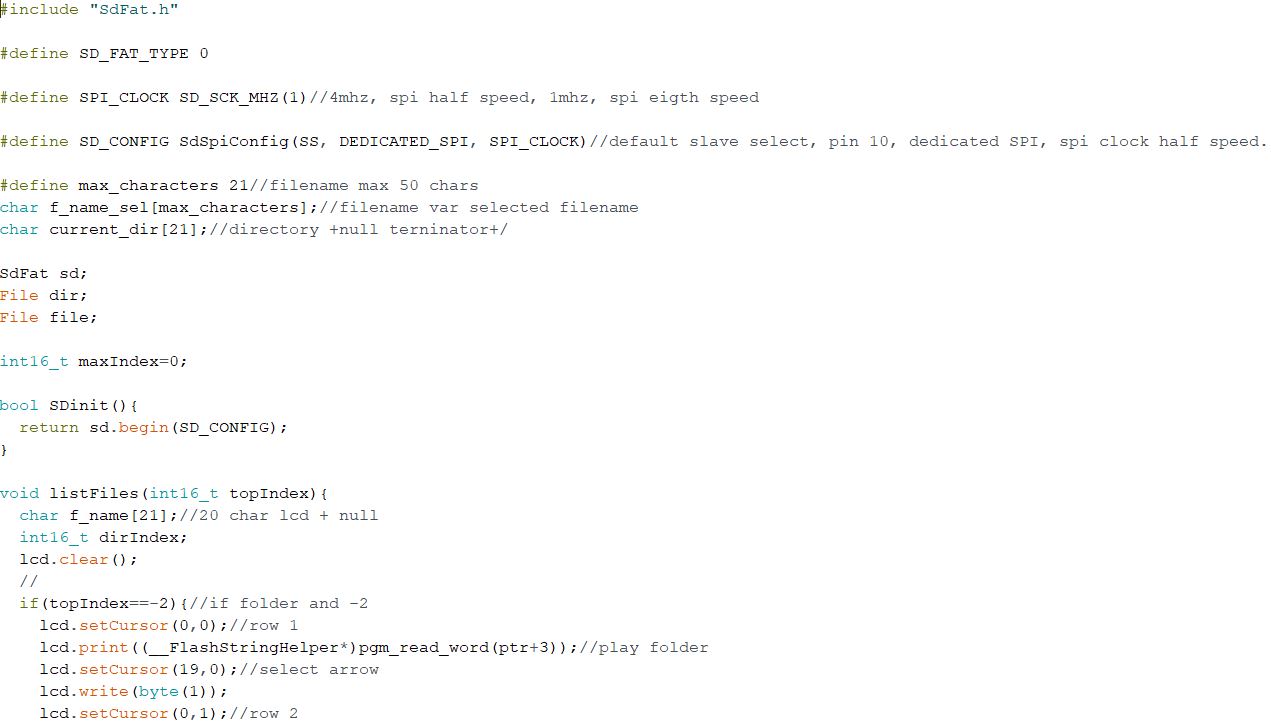 #include "SdFat.h"
#define SD_FAT_TYPE 0
#define SPI_CLOCK SD_SCK_MHZ(1)//4mhz, spi half speed, 1mhz, spi eigth speed
#define SD_CONFIG SdSpiConfig(SS, DEDICATED_SPI, SPI_CLOCK)//default slave select, pin 10, dedicated SPI, spi clock half speed.
#define max_characters 21//filename max 50 chars
char f_name_sel[max_characters];//filename var selected filename
char current_dir[21];//directory +null terninator+/
SdFat sd;
File dir;
File file;
int16_t maxIndex=0;
bool SDinit(){
  return sd.begin(SD_CONFIG);
}
void listFiles(int16_t topIndex){
  char f_name[21];//20 char lcd + null
  int16_t dirIndex;
  lcd.clear();
  //
  if(topIndex==-2){//if folder and -2
    lcd.setCursor(0,0);//row 1
    lcd.print((__FlashStringHelper*)pgm_read_word(ptr+3));//play folder
    lcd.setCursor(19,0);//select arrow
    lcd.write(byte(1));
    lcd.setCursor(0,1);//row 2